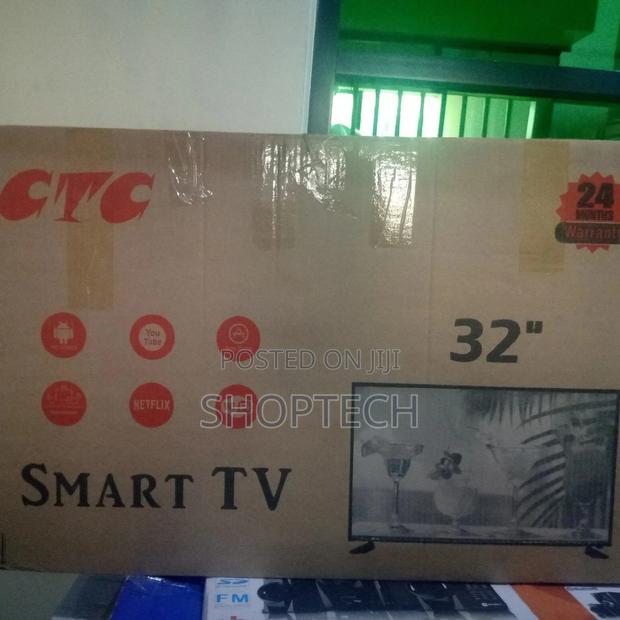 CTC
24
MONTHS
Warranty
You
Tube
32"
POSTED ON JIJI
NETFLIX
SHOPTECH
SMART TV
FM